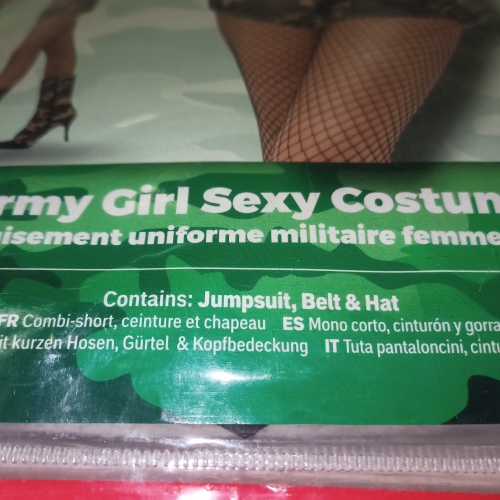 rmy Girl Sexy Costum
isement uniforme militaire femme
Contains: Jumpsuit, Belt & Hat
FR Combi-short, ceinture et chapeau ES Mono corto, cinturón y gorra
it kurzen Hosen, Gürtel & Kopfbedeckung IT Tuta pantaloncini, cintu